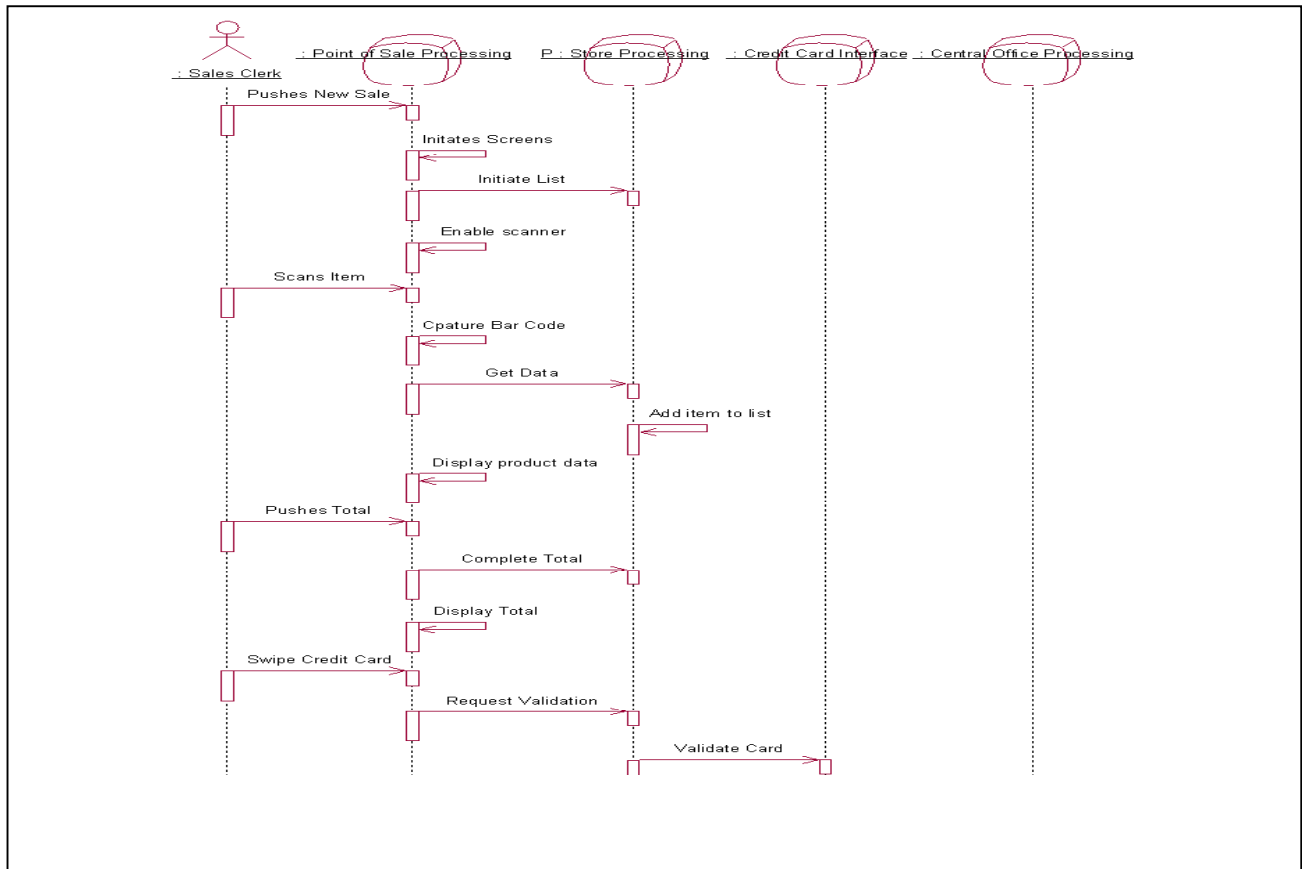 : Point of Sale Processing
P : Store Processing
: Credit Card Interface
: Central Office Processing
: Sales Clerk
Pushes New Sale
Initates Screens
Initiate List
Enable scanner
Scans Item
Cpature Bar Code
Get Data
Add item to list
Display product data
Pushes Total
Complete Total
Display Total
Swipe Credit Card
Request Validation
Validate Card